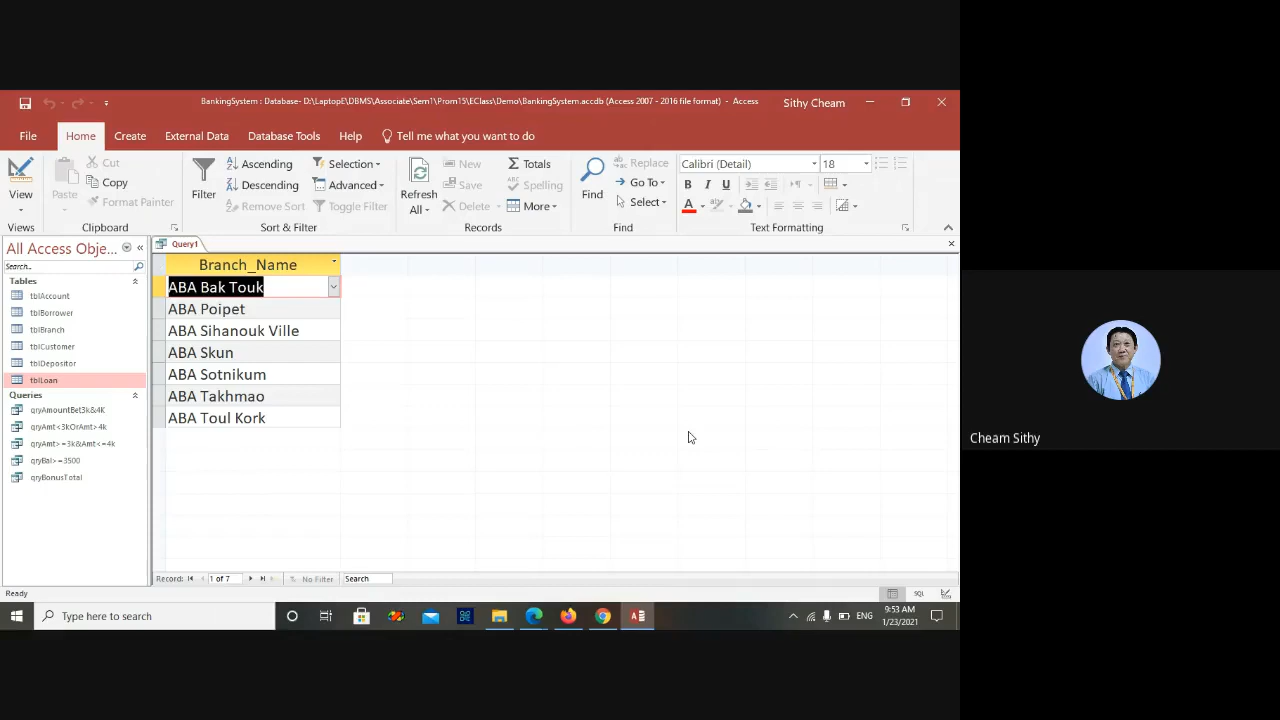 BankingSystem : Database- D:\LaptopE\DBMS\Associate\Sem1\Prom15\EClass\Demo\BankingSystem.accdb (Access 2007 - 2016 file format) - Access
Sithy Cheam
File Home Create External Data Database Tools Help Tell me what you want to do
View
Views
Paste
Cut
Copy
Format Painter
Clipboard
Filter
Ascending
Descending
Remove Sort
Selection
Advanced
Toggle Filter
Sort & Filter
Refresh
All
New
Save
Delete
Totals
Spelling
More
Records
Find
Replace
Go To
Select
Find
Calibri (Detail) 18
B I U
A
Text Formatting
All Access Obje...
Search...
Tables
tblAccount
tblBorrower
tblBranch
tblCustomer
tblDepositor
tblLoan
Queries
qryAmountBet3k&4K
qryAmt<3kOrAmt>4k
qryAmt>=3k&Amt<=4k
qryBal>=3500
qryBonusTotal
Query1
Branch_Name
ABA Bak Touk
ABA Poipet
ABA Sihanouk Ville
ABA Skun
ABA Sotnikum
ABA Takhmao
ABA Toul Kork
Record: 1 of 7 No Filter Search
Ready
SQL
Type here to search
ENG
9:53 AM
1/23/2021
Cheam Sithy